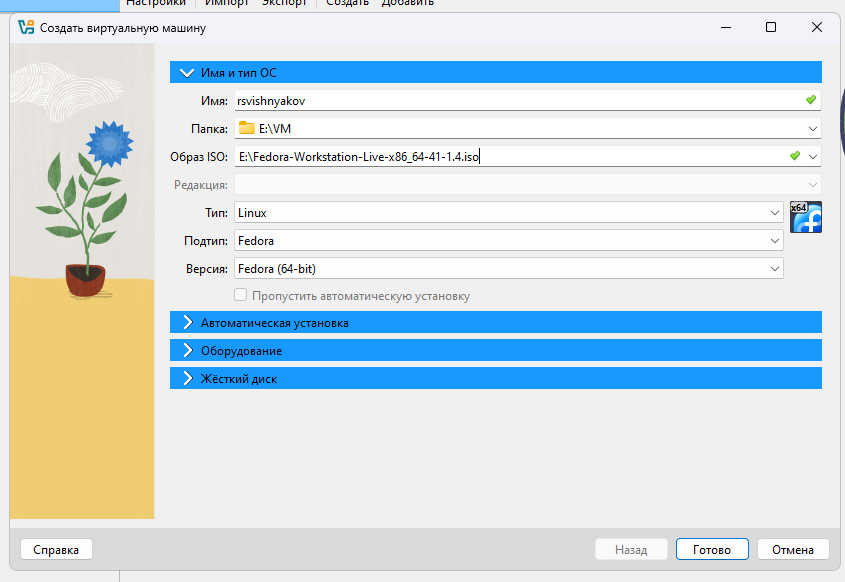 Настройки Импорт Экспорт Создать Добавить
Создать виртуальную машину
Имя и тип ОС
Имя: rsvishnyakov
Папка: E:\VM
Образ ISO: E:\Fedora-Workstation-Live-x86_64-41-1.4.iso
Редакция:
Тип: Linux
x64
Подтип: Fedora
Версия: Fedora (64-bit)
Пропустить автоматическую установку
Автоматическая установка
Оборудование
Жёсткий диск
Справка Назад Готово Отмена